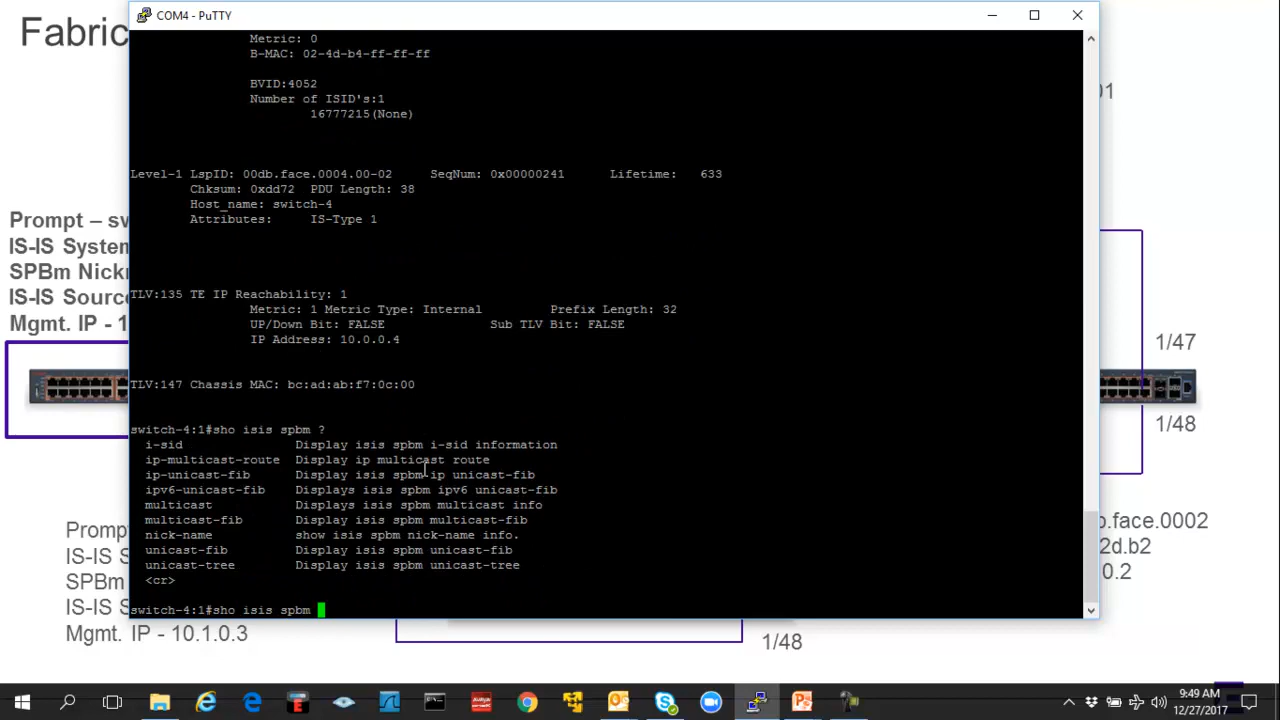 Fabric
COM4 - PuTTY
Metric: 0
B-MAC: 02-4d-b4-ff-ff-ff
BVID:4052
Number of ISID's:1
16777215(None)
Level-1 LspID: 00db.face.0004.00-02 SeqNum: 0x00000241 Lifetime: 633
Chksum: 0xdd72 PDU Length: 38
Host_name: switch-4
Attributes: IS-Type 1
TLV:135 TE IP Reachability: 1
Metric: 1 Metric Type: Internal Prefix Length: 32
UP/Down Bit: FALSE Sub TLV Bit: FALSE
IP Address: 10.0.0.4
TLV:147 Chassis MAC: bc:ad:ab:f7:0c:00
switch-4:1#sho isis spbm ?
i-sid Display isis spbm i-sid information
ip-multicast-route Display ip multicast route
ip-unicast-fib Display isis spbm ip unicast-fib
ipv6-unicast-fib Displays isis spbm ipv6 unicast-fib
multicast Displays isis spbm multicast info
multicast-fib Display isis spbm multicast-fib
nick-name show isis spbm nick-name info.
unicast-fib Display isis spbm unicast-fib
unicast-tree Display isis spbm unicast-tree
<cr>
switch-4:1#sho isis spbm
01
Prompt – sw
IS-IS System
SPBm Nickn
IS-IS Sourc
Mgmt. IP - 1
1/47
1/48
Prompt
IS-IS S
SPBm
IS-IS S
Mgmt. IP - 10.1.0.3
.face.0002
2d.b2
.0.2
1/48
9:49 AM
12/27/2017